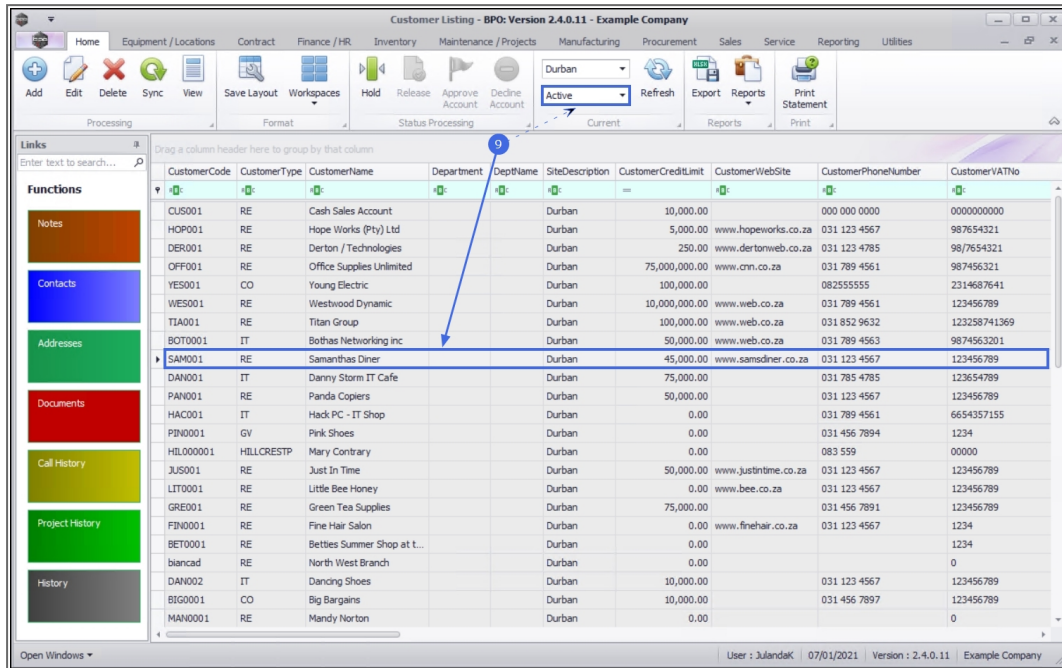 Customer Listing - BPO: Version 2.4.0.11 - Example Company
Home Equipment / Locations Contract Finance / HR Inventory Maintenance / Projects Manufacturing Procurement Sales Service Reporting Utilities
Add Edit Delete Sync View Save Layout Workspaces Hold Release Approve Account Decline Account Durban Active Refresh Export Reports Print Statement
Processing Format Status Processing Current Reports Print
9
Links
Enter text to search...
Functions
Notes
Contacts
Addresses
Documents
Call History
Project History
History
Drag a column header here to group by that column
CustomerCode CustomerType CustomerName Department DeptName SiteDescription CustomerCreditLimit CustomerWebSite CustomerPhoneNumber CustomerVATNo
CUS001 RE Cash Sales Account Durban 10,000.00 000 000 0000 0000000000
HOP001 RE Hope Works (Pty) Ltd Durban 5,000.00 www.hopeworks.co.za 031 123 4567 987654321
DER001 RE Derton / Technologies Durban 250.00 www.dertonweb.co.za 031 123 4785 98/7654321
OFF001 RE Office Supplies Unlimited Durban 75,000,000.00 www.cnn.co.za 031 789 4561 987456321
YES001 CO Young Electric Durban 100,000.00 082555555 2314687641
WES001 RE Westwood Dynamic Durban 10,000,000.00 www.web.co.za 031 789 4561 123456789
TIA001 RE Titan Group Durban 100,000.00 www.web.co.za 031 852 9632 123258741369
BOT0001 IT Bothas Networking inc Durban 50,000.00 www.web.co.za 031 789 4563 9874563201
SAM001 RE Samanthas Diner Durban 45,000.00 www.samsdiner.co.za 031 123 4567 123456789
DAN001 IT Danny Storm IT Cafe Durban 75,000.00 031 785 4785 123654789
PAN001 RE Panda Copiers Durban 50,000.00 031 123 4567 123456789
HAC001 IT Hack PC - IT Shop Durban 0.00 031 789 4561 6654357155
PIN0001 GV Pink Shoes Durban 0.00 031 456 7894 1234
HIL000001 HILLCRESTP Mary Contrary Durban 0.00 083 559 00000
JUS001 RE Just In Time Durban 50,000.00 www.justintime.co.za 031 123 4567 123456789
LIT0001 RE Little Bee Honey Durban 0.00 www.bee.co.za 031 123 4567 123456789
GRE001 RE Green Tea Supplies Durban 75,000.00 031 456 7891 123456789
FIN0001 RE Fine Hair Salon Durban 0.00 www.finehair.co.za 031 123 4567 1234
BET0001 RE Betties Summer Shop at t... Durban 0.00 1234
biancad RE North West Branch Durban 0.00 0
DAN002 IT Dancing Shoes Durban 10,000.00 031 123 4567 123456789
BIG0001 CO Big Bargains Durban 10,000.00 031 456 7897 123456789
MAN0001 RE Mandy Norton Durban 0.00 0
Open Windows User : JulandaK 07/01/2021 Version : 2.4.0.11 Example Company